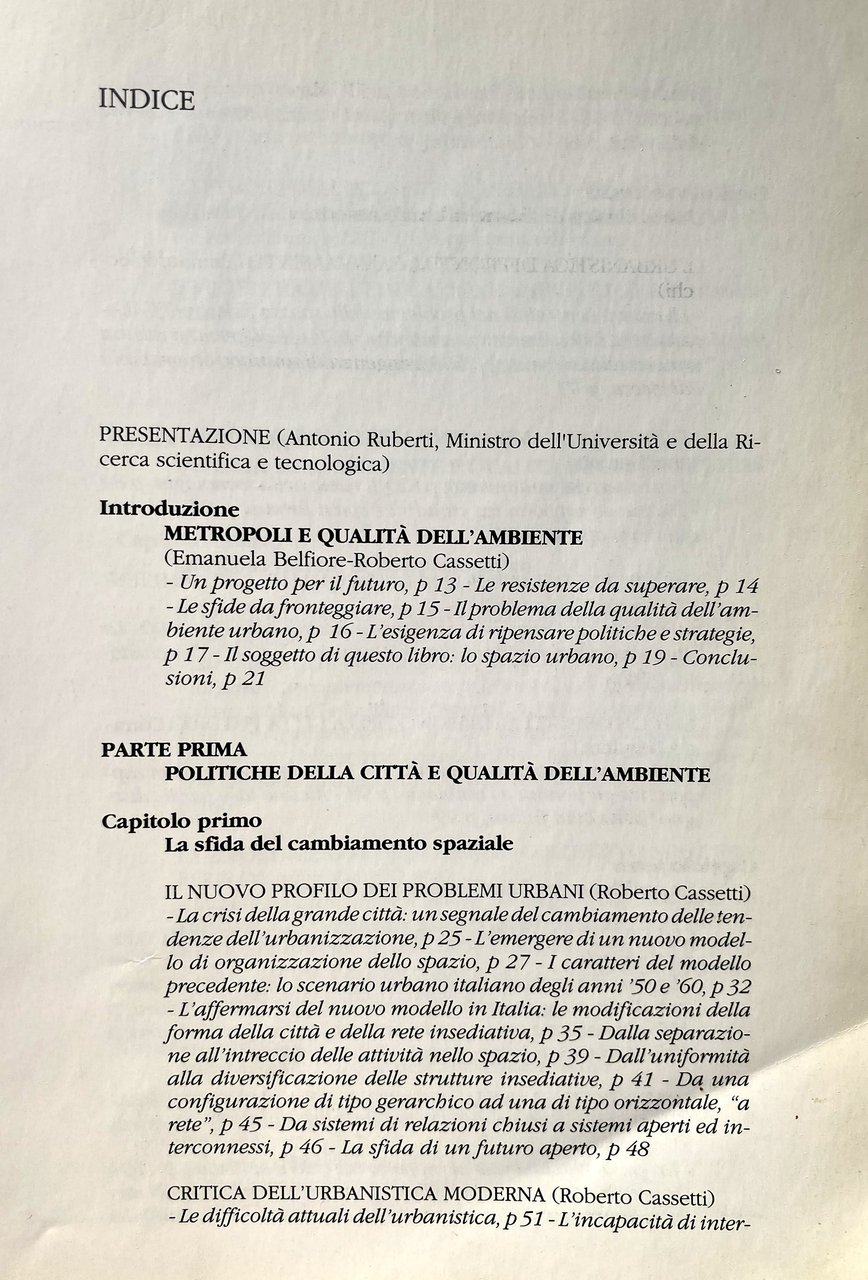 INDICE
PRESENTAZIONE (Antonio Ruberti, Ministro dell'Università e della Ri-
cerca scientifica e tecnologica)
Introduzione
METROPOLI E QUALITÀ DELL'AMBIENTE
(Emanuela Belfiore-Roberto Cassetti)
- Un progetto per il futuro, p 13 - Le resistenze da superare, p 14
- Le sfide da fronteggiare, p 15 - Il problema della qualità dell'am-
biente urbano, p 16 - L'esigenza di ripensare politiche e strategie,
p 17 - Il soggetto di questo libro: lo spazio urbano, p 19 - Conclu-
sioni, p 21
PARTE PRIMA
POLITICHE DELLA CITTÀ E QUALITÀ DELL'AMBIENTE
Capitolo primo
La sfida del cambiamento spaziale
IL NUOVO PROFILO DEI PROBLEMI URBANI (Roberto Cassetti)
- La crisi della grande città: un segnale del cambiamento delle ten-
denze dell'urbanizzazione, p 25 - L'emergere di un nuovo model-
lo di organizzazione dello spazio, p 27 - I caratteri del modello
precedente: lo scenario urbano italiano degli anni '50 e '60, p 32
- L'affermarsi del nuovo modello in Italia: le modificazioni della
forma della città e della rete insediativa, p 35 - Dalla separazio-
ne all'intreccio delle attività nello spazio, p 39 - Dall'uniformità
alla diversificazione delle strutture insediative, p 41 - Da una
configurazione di tipo gerarchico ad una di tipo orizzontale, "a
rete", p 45 - Da sistemi di relazioni chiusi a sistemi aperti ed in-
terconnessi, p 46 - La sfida di un futuro aperto, p 48
CRITICA DELL'URBANISTICA MODERNA (Roberto Cassetti)
- Le difficoltà attuali dell'urbanistica, p 51 - L'incapacità di inter-